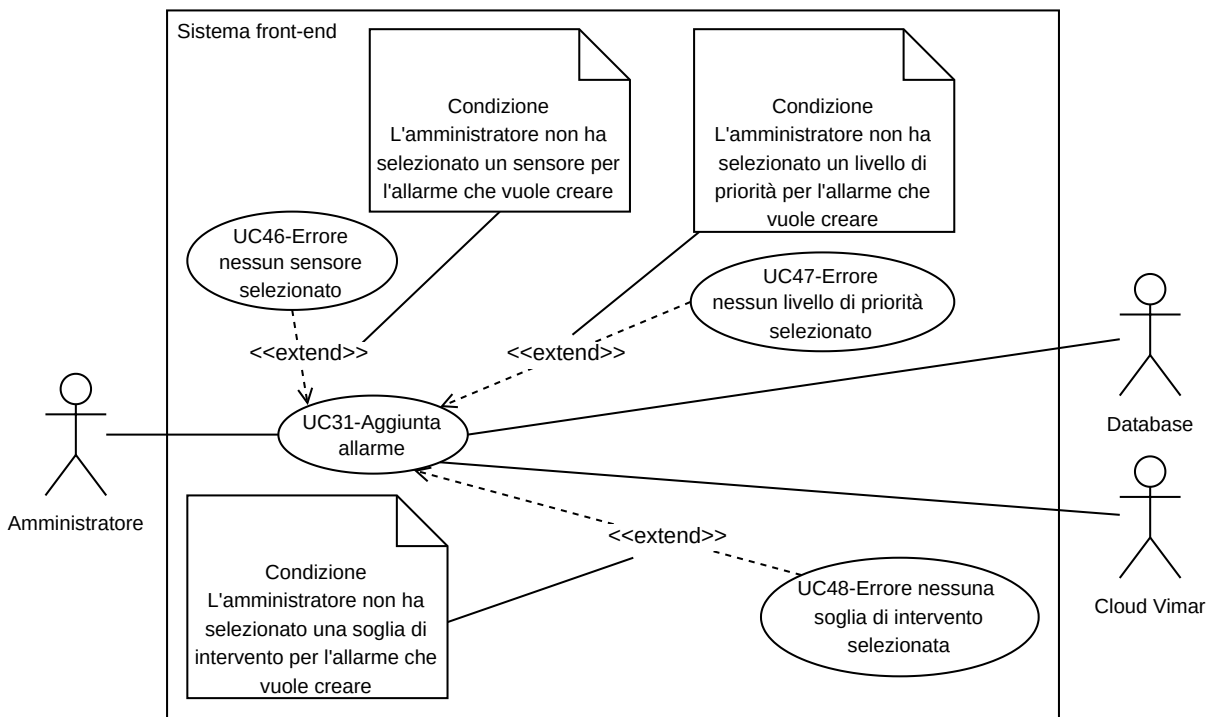 Sistema front-end
Condizione
L'amministratore non ha
selezionato un sensore per
l'allarme che vuole creare
Condizione
L'amministratore non ha
selezionato un livello di
priorità per l'allarme che
vuole creare
UC46-Errore
nessun sensore
selezionato
UC47-Errore
nessun livello di priorità
selezionato
<<extend>>
<<extend>>
UC31-Aggiunta
allarme
Database
Amministratore
<<extend>>
Condizione
L'amministratore non ha
selezionato una soglia di
intervento per l'allarme che
vuole creare
UC48-Errore nessuna
soglia di intervento
selezionata
Cloud Vimar